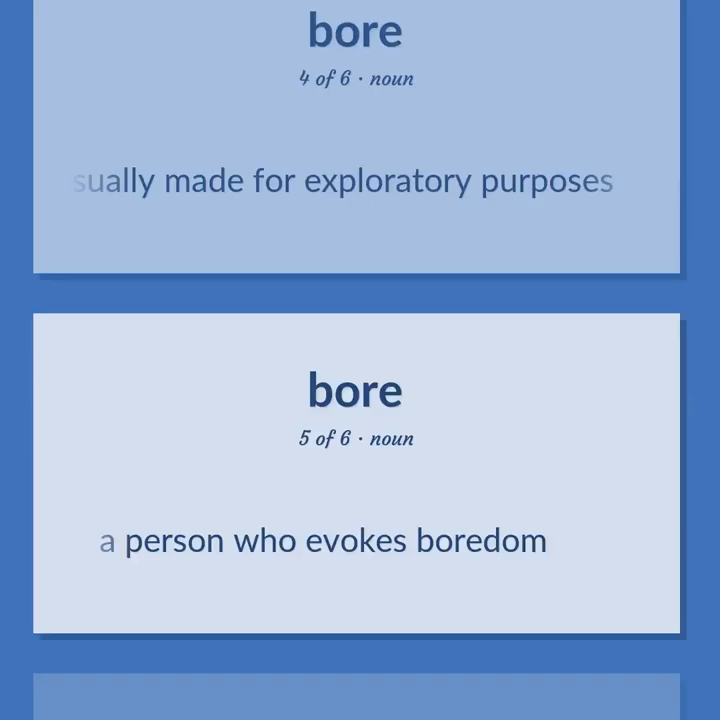 bore
4 of 6 · noun
sually made for exploratory purposes
bore
5 of 6 · noun
a person who evokes boredom